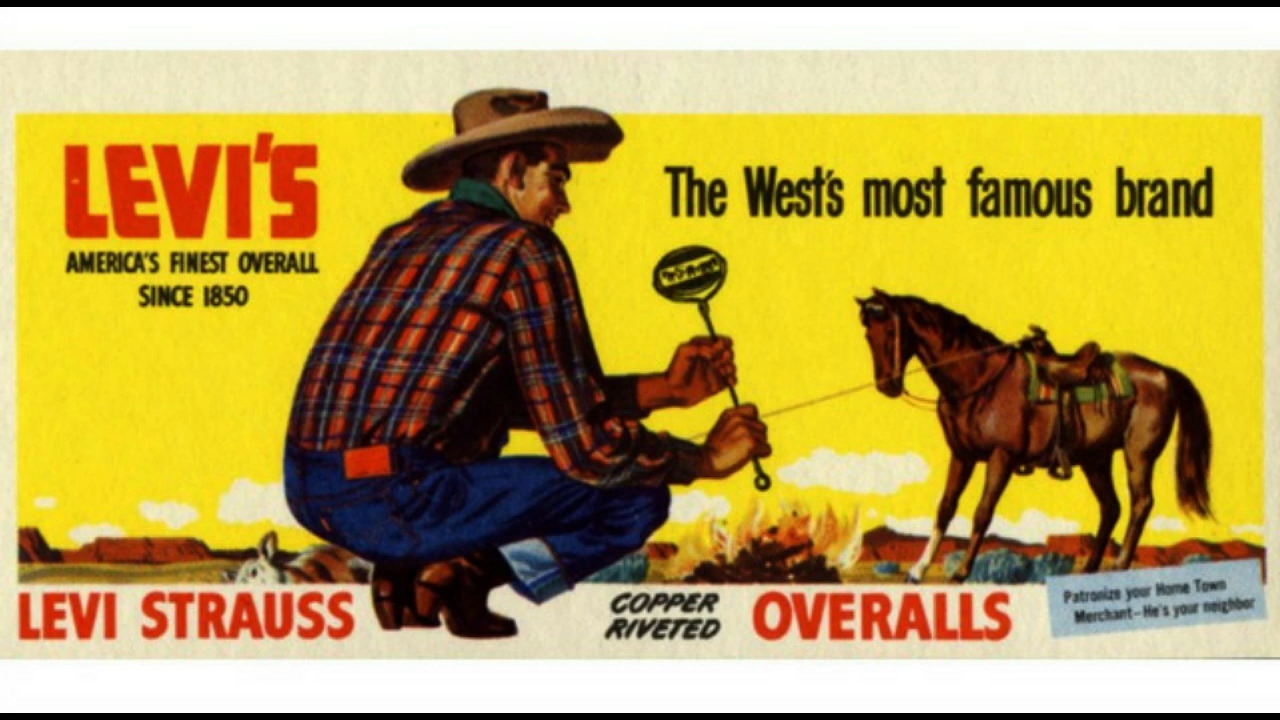 LEVI'S
AMERICA'S FINEST OVERALL
SINCE 1850
The West's most famous brand
LEVI STRAUSS
COPPER
RIVETED
OVERALLS
Patronize your Home Town
Merchant-He's your neighbor